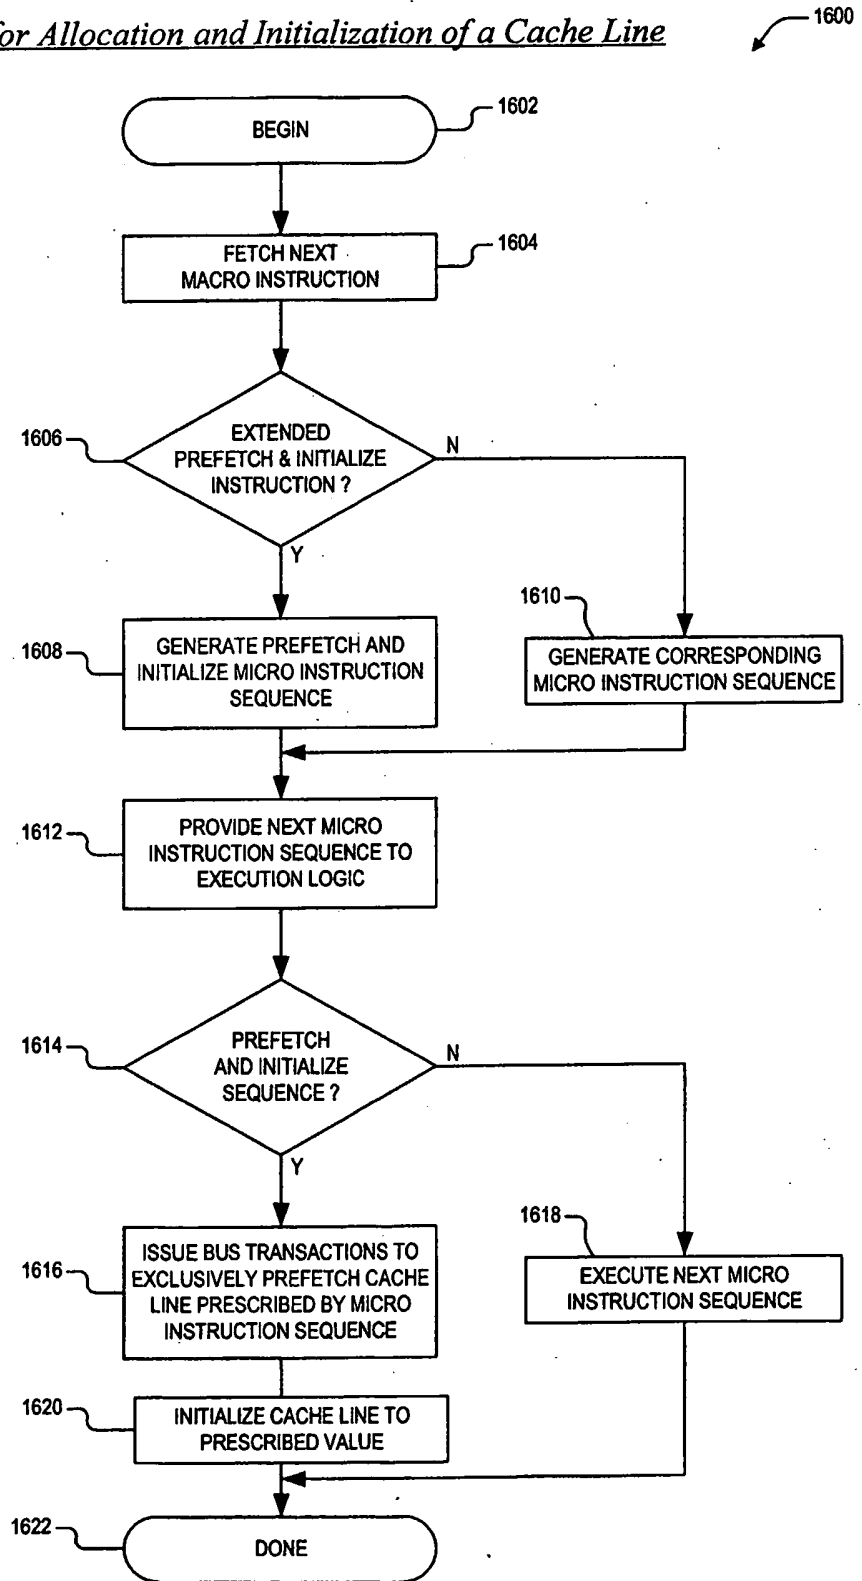 for Allocation and Initialization of a Cache Line
1600
BEGIN
1602
FETCH NEXT
MACRO INSTRUCTION
1604
1606
EXTENDED
PREFETCH & INITIALIZE
INSTRUCTION ?
N
Y
1608
GENERATE PREFETCH AND
INITIALIZE MICRO INSTRUCTION
SEQUENCE
1610
GENERATE CORRESPONDING
MICRO INSTRUCTION SEQUENCE
1612
PROVIDE NEXT MICRO
INSTRUCTION SEQUENCE TO
EXECUTION LOGIC
1614
PREFETCH
AND INITIALIZE
SEQUENCE ?
N
Y
1616
ISSUE BUS TRANSACTIONS TO
EXCLUSIVELY PREFETCH CACHE
LINE PRESCRIBED BY MICRO
INSTRUCTION SEQUENCE
1618
EXECUTE NEXT MICRO
INSTRUCTION SEQUENCE
1620
INITIALIZE CACHE LINE TO
PRESCRIBED VALUE
1622
DONE